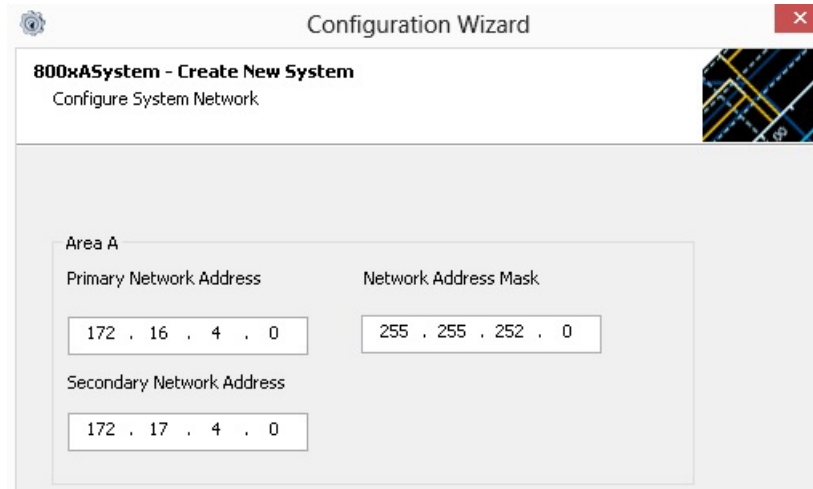 Configuration Wizard
800xASystem - Create New System
Configure System Network
Area A
Primary Network Address
Network Address Mask
172 . 16 . 4 . 0
255 . 255 . 252 . 0
Secondary Network Address
172 . 17 . 4 . 0